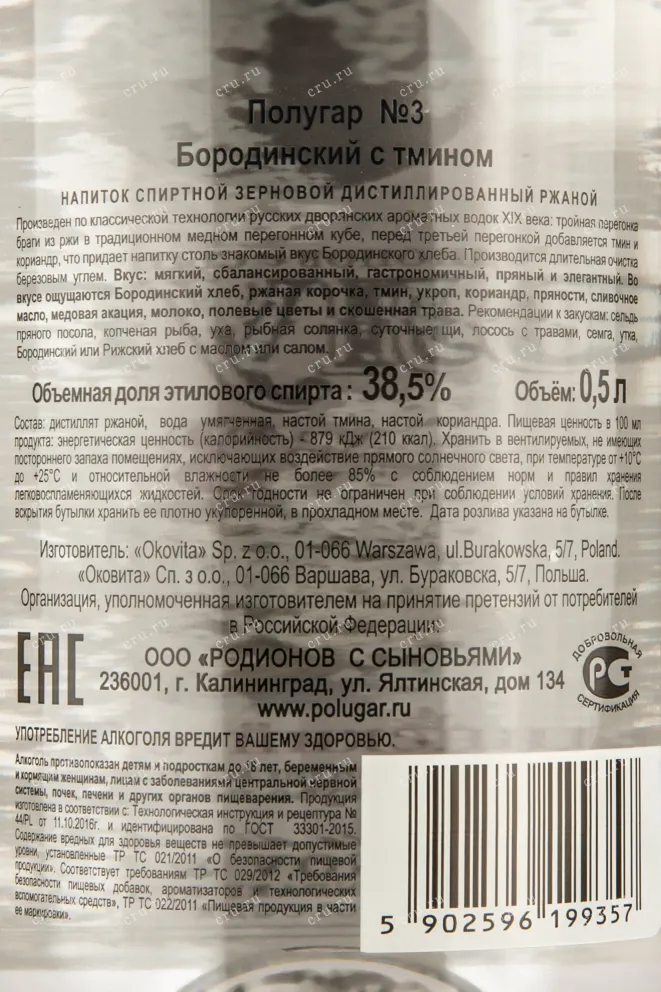 Полугар №3
Бородинский с тмином
НАПИТОК СПИРТНОЙ ЗЕРНОВОЙ ДИСТИЛЛИРОВАННЫЙ РЖАНОЙ
Произведен по классической технологии русских дворянских ароматных водок XIX века: тройная перегонка
браги из ржи в традиционном медном перегонном кубе, перед третьей перегонкой добавляется тмин и
кориандр, что придает напитку столь знакомый вкус Бородинского хлеба. Производится длительная очистка
березовым углем. Вкус: мягкий, сбалансированный, гастрономичный, пряный и элегантный. Во
вкусе ощущаются Бородинский хлеб, ржаная корочка, тмин, укроп, кориандр, пряности, сливочное
масло, медовая акация, молоко, полевые цветы и скошенная трава. Рекомендации к закускам: сельдь
пряного посола, копченая рыба, уха, рыбная солянка, суточные щи, лосось с травами, семга, утка,
Бородинский или Рижский хлеб с маслом или салом.
Объемная доля этилового спирта: 38,5% Объём: 0,5 л
Состав: дистиллят ржаной, вода умягченная, настой тмина, настой кориандра. Пищевая ценность в 100 мл
продукта: энергетическая ценность (калорийность) - 879 кДж (210 ккал). Хранить в вентилируемых, не имеющих
постороннего запаха помещениях, исключающих воздействие прямого солнечного света, при температуре от +10°C
до +25°C и относительной влажности не более 85% с соблюдением норм и правил хранения
легковоспламеняющихся жидкостей. Срок годности не ограничен при соблюдении условий хранения. После
вскрытия бутылки хранить ее плотно укупоренной, в прохладном месте. Дата розлива указана на бутылке.
Изготовитель: «Okovita» Sp. z o.o., 01-066 Warszawa, ul.Burakowska, 5/7, Poland.
«Оковита» Сп. з о.о., 01-066 Варшава, ул. Бураковска, 5/7, Польша.
Организация, уполномоченная изготовителем на принятие претензий от потребителей
в Российской Федерации:
ООО «РОДИОНОВ С СЫНОВЬЯМИ»
236001, г. Калининград, ул. Ялтинская, дом 134
www.polugar.ru
EAC
ДОБРОВОЛЬНАЯ
РСТ
СЕРТИФИКАЦИЯ
УПОТРЕБЛЕНИЕ АЛКОГОЛЯ ВРЕДИТ ВАШЕМУ ЗДОРОВЬЮ.
Алкоголь противопоказан детям и подросткам до 18 лет, беременным
и кормящим женщинам, лицам с заболеваниями центральной нервной
системы, почек, печени и других органов пищеварения. Продукция
изготовлена в соответствии с: Технологическая инструкция и рецептура №
44/PL от 11.10.2016г. и идентифицирована по ГОСТ 33301-2015.
Содержание вредных для здоровья веществ не превышает допустимые
уровни, установленные ТР ТС 021/2011 «О безопасности пищевой
продукции». Соответствует требованиям ТР ТС 029/2012 «Требования
безопасности пищевых добавок, ароматизаторов и технологических
вспомогательных средств», ТР ТС 022/2011 «Пищевая продукция в части
ее маркировки».
5 902596 199357
cru.ru